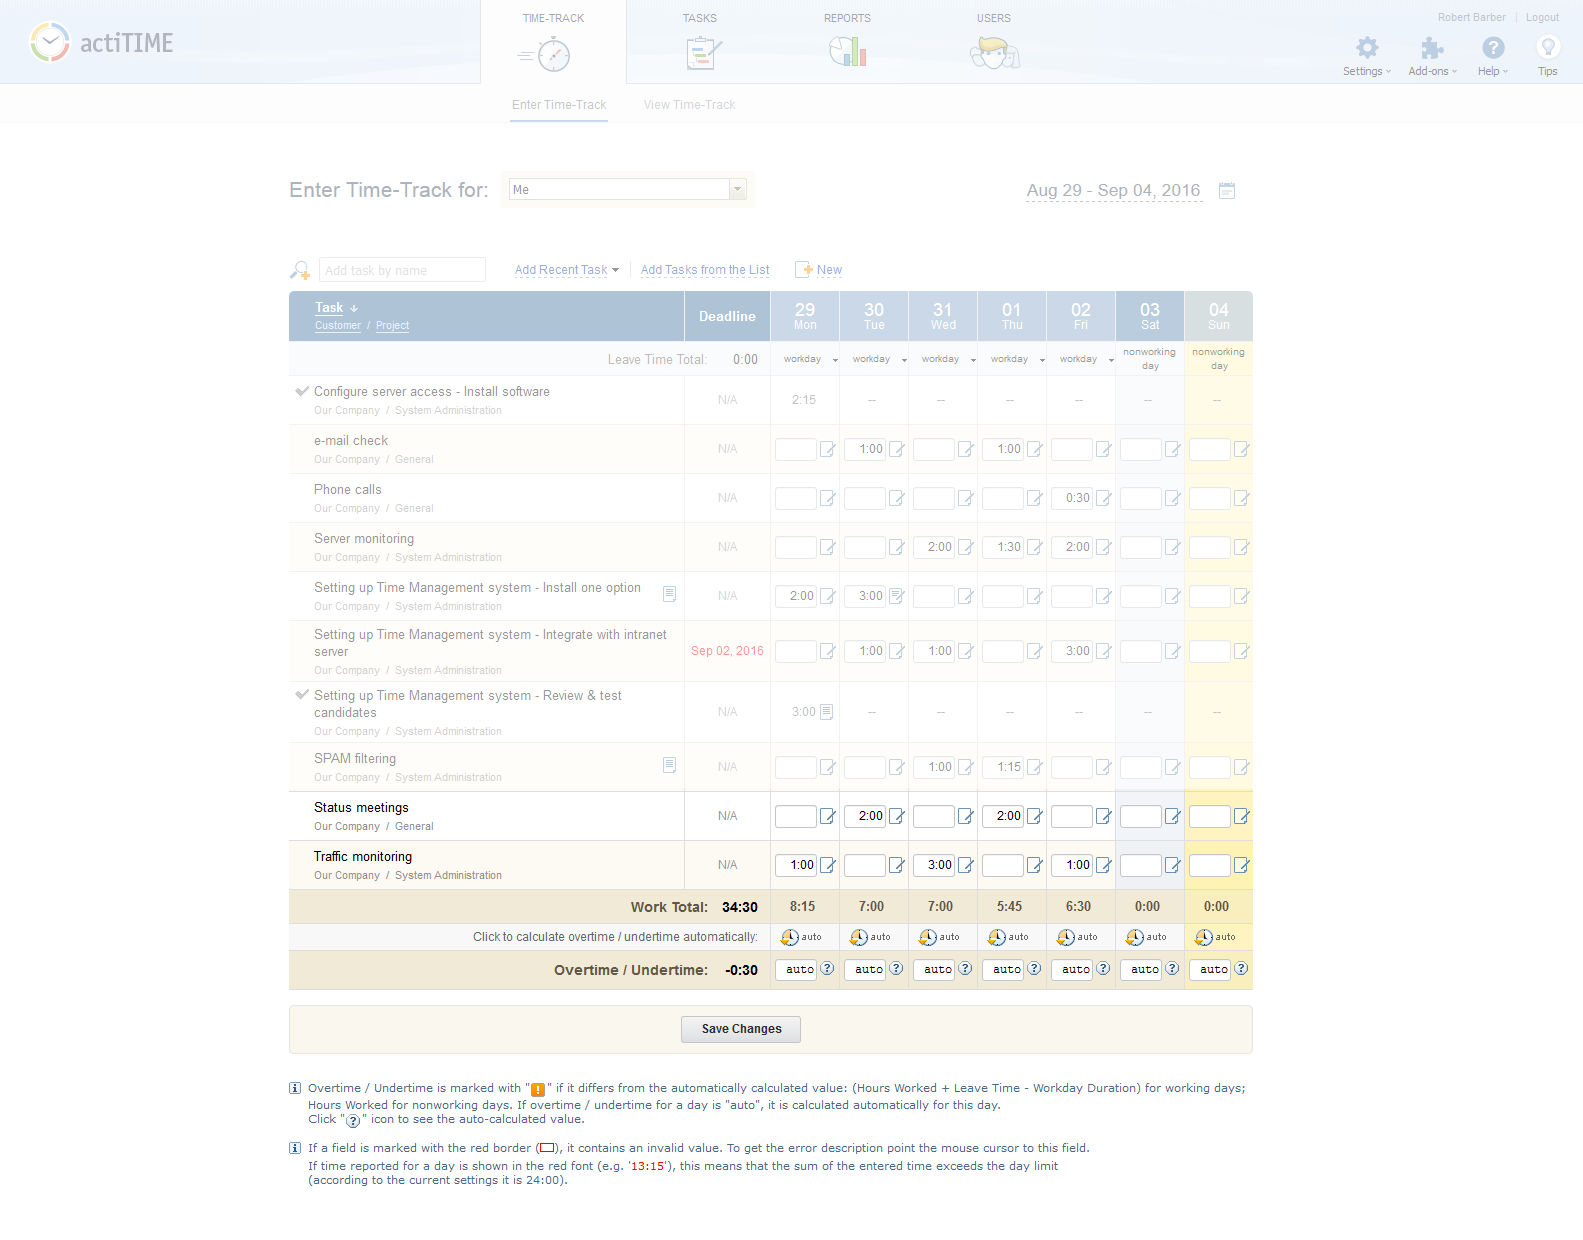 actiTIME
TIME-TRACK
TASKS
REPORTS
USERS
Robert Barber
Logout
Settings
Add-ons
Help
Tips
Enter Time-Track
View Time-Track
Enter Time-Track for:
Me
Aug 29 - Sep 04, 2016
Add task by name
Add Recent Task
Add Tasks from the List
New
Task Deadline 29 30 31 01 02 03 04
Customer / Project Mon Tue Wed Thu Fri Sat Sun
Leave Time Total: 0:00 workday workday workday workday workday nonworking day nonworking day
Configure server access - Install software N/A 2:15 -- -- -- -- -- --
Our Company / System Administration
e-mail check N/A 1:00 1:00
Our Company / General
Phone calls N/A 0:30
Our Company / General
Server monitoring N/A 2:00 1:30 2:00
Our Company / System Administration
Setting up Time Management system - Install one option N/A 2:00 3:00
Our Company / System Administration
Setting up Time Management system - Integrate with intranet
server Sep 02, 2016 1:00 1:00 3:00
Our Company / System Administration
Setting up Time Management system - Review & test
candidates N/A 3:00 -- -- -- -- -- --
Our Company / System Administration
SPAM filtering N/A 1:00 1:15
Our Company / System Administration
Status meetings N/A 2:00 2:00
Our Company / General
Traffic monitoring N/A 1:00 3:00 1:00
Our Company / System Administration
Work Total: 34:30 8:15 7:00 7:00 5:45 6:30 0:00 0:00
Click to calculate overtime / undertime automatically: auto auto auto auto auto auto auto
Overtime / Undertime: -0:30 auto auto auto auto auto auto auto
Save Changes
Overtime / Undertime is marked with "!" if it differs from the automatically calculated value: (Hours Worked + Leave Time - Workday Duration) for working days;
Hours Worked for nonworking days. If overtime / undertime for a day is "auto", it is calculated automatically for this day.
Click "?" icon to see the auto-calculated value.
If a field is marked with the red border (), it contains an invalid value. To get the error description point the mouse cursor to this field.
If time reported for a day is shown in the red font (e.g. '13:15'), this means that the sum of the entered time exceeds the day limit
(according to the current settings it is 24:00).